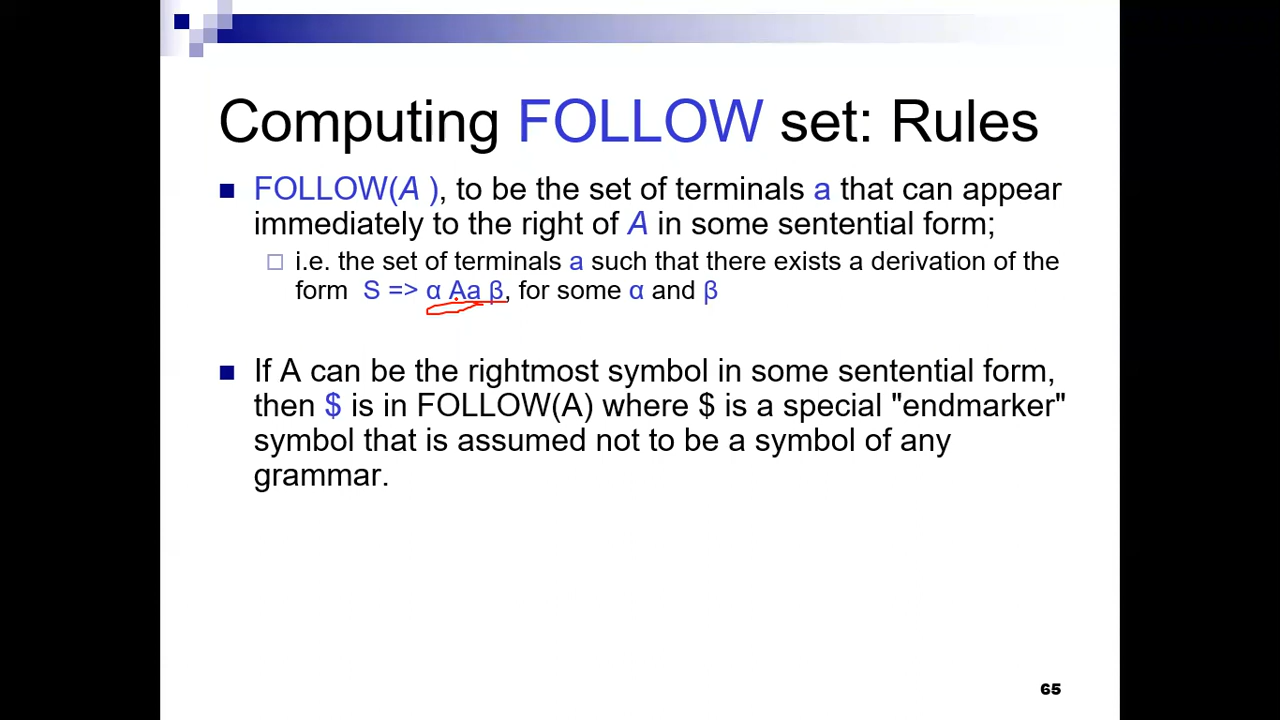 Computing FOLLOW set: Rules
FOLLOW(A ), to be the set of terminals a that can appear
immediately to the right of A in some sentential form;
i.e. the set of terminals a such that there exists a derivation of the
form S => α Aa β, for some α and β
If A can be the rightmost symbol in some sentential form,
then $ is in FOLLOW(A) where $ is a special "endmarker"
symbol that is assumed not to be a symbol of any
grammar.
65